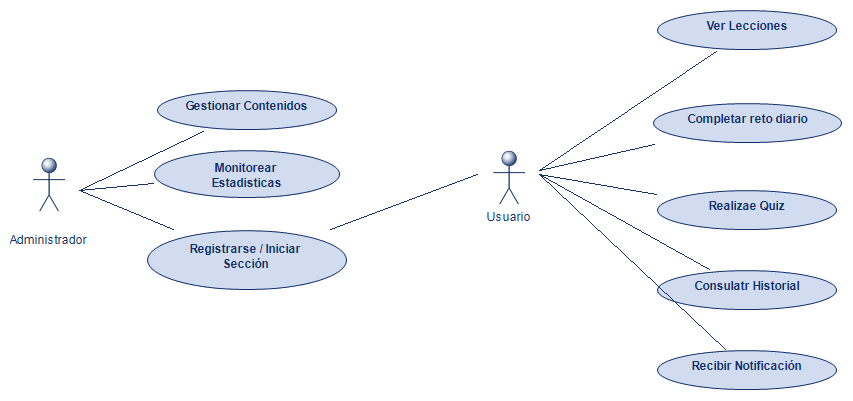 Ver Lecciones
Gestionar Contenidos
Completar reto diario
Monitorear
Estadisticas
Realizae Quiz
Usuario
Administrador
Registrarse / Iniciar
Sección
Consulatr Historial
Recibir Notificación